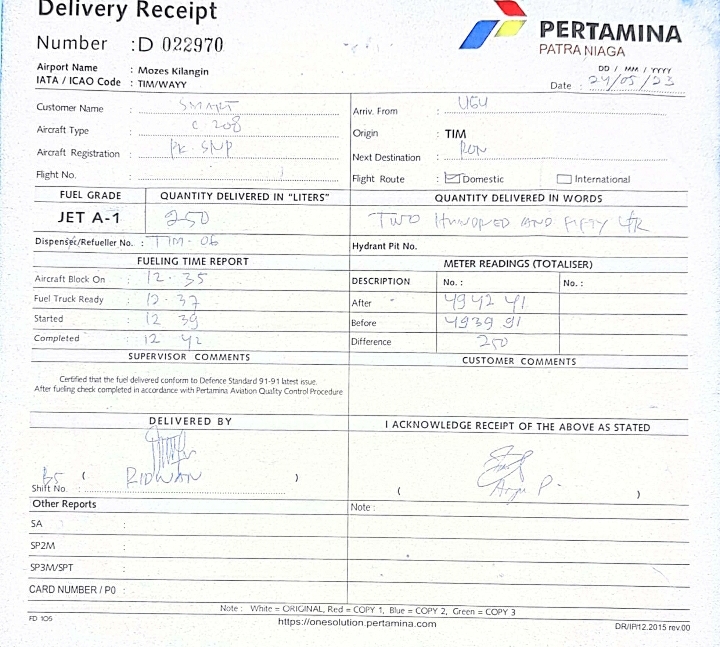 Delivery Receipt
Number : D 022970
PERTAMINA
PATRA NIAGA
Airport Name : Mozes Kilangin
IATA / ICAO Code : TIM/WAYY
DD / MM / YYYY
Date : 24/05/23
Customer Name : SMART
Aircraft Type : C-208
Aircraft Registration : PK-SNP
Flight No. :
Arriv. From : UGU
Origin : TIM
Next Destination :
Flight Route : Domestic International
FUEL GRADE QUANTITY DELIVERED IN "LITERS" QUANTITY DELIVERED IN WORDS
JET A-1 250 TWO HUNDRED AND FIFTY LTR
Dispenser/Refueller No. : TIM-06
Hydrant Pit No.
FUELING TIME REPORT
Aircraft Block On : 12.35
Fuel Truck Ready : 12.37
Started : 12 39
Completed : 12 42
METER READINGS (TOTALISER)
DESCRIPTION No. : No. :
After 4942 41
Before 4939 91
Difference 250
SUPERVISOR COMMENTS
CUSTOMER COMMENTS
Certified that the fuel delivered conform to Defence Standard 91-91 latest issue.
After fueling check completed in accordance with Pertamina Aviation Quality Control Procedure
DELIVERED BY
I ACKNOWLEDGE RECEIPT OF THE ABOVE AS STATED
( RIDWAN )
Shift No.
( )
Other Reports
Note :
SA :
SP2M :
SP3M/SPT :
CARD NUMBER / P0 :
Note : White = ORIGINAL, Red = COPY 1, Blue = COPY 2, Green = COPY 3
FD 105
https://onesolution.pertamina.com
DR/IP/12.2015 rev.00